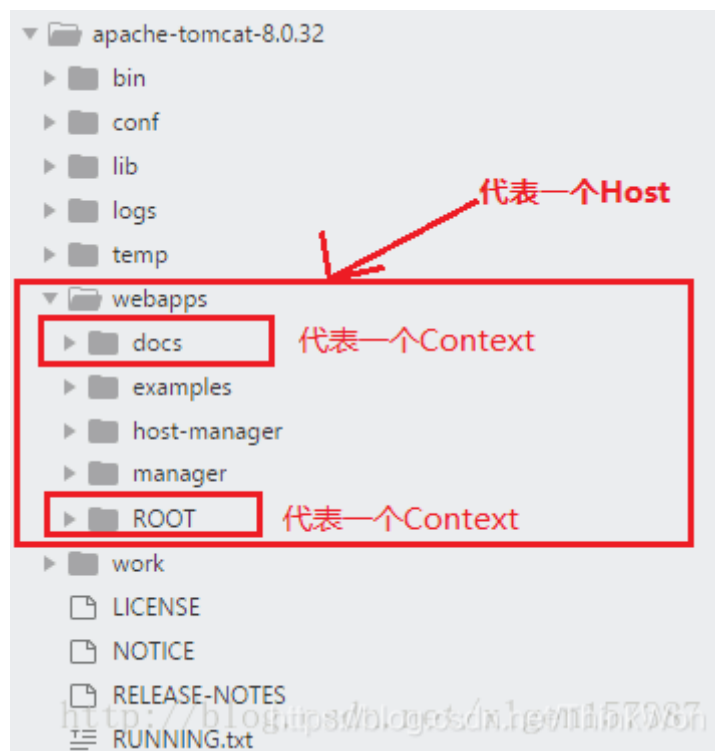 apache-tomcat-8.0.32
bin
conf
lib
代表一个Host
logs
temp
webapps
docs 代表一个Context
examples
host-manager
manager
ROOT 代表一个Context
work
LICENSE
NOTICE
RELEASE-NOTES
RUNNING.txt